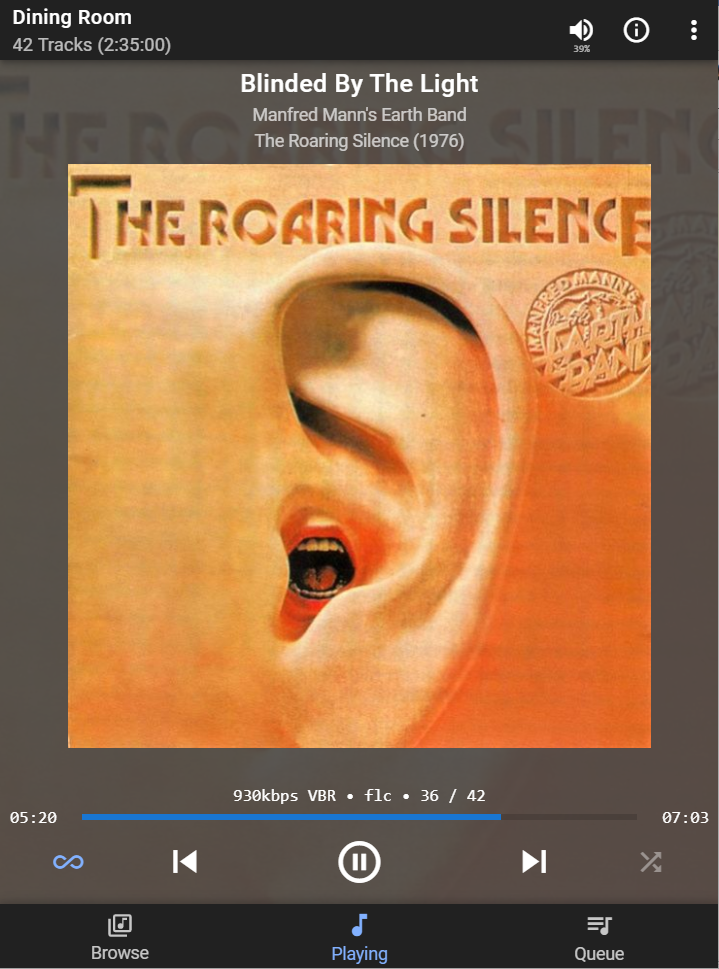 Dining Room
42 Tracks (2:35:00)
39%
Blinded By The Light
Manfred Mann's Earth Band
The Roaring Silence (1976)
THE ROARING SILENCE
MANFRED MANN'S
EARTH
BAND
930kbps VBR • flc • 36 / 42
05:20
07:03
Browse
Playing
Queue